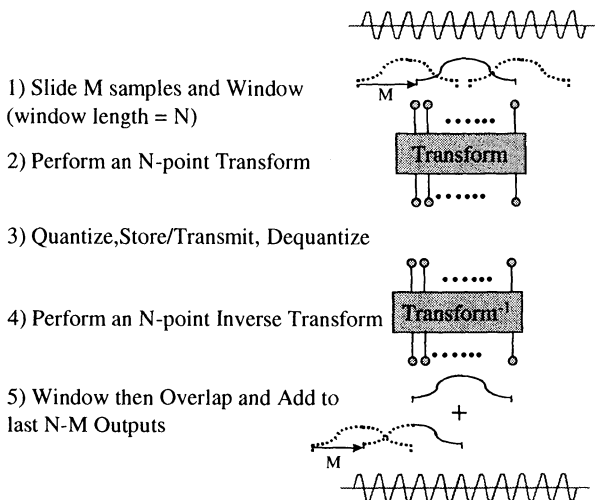 1) Slide M samples and Window
(window length = N)
M
2) Perform an N-point Transform
Transform
3) Quantize,Store/Transmit, Dequantize
4) Perform an N-point Inverse Transform
Transform⁻¹
5) Window then Overlap and Add to
last N-M Outputs
+
M